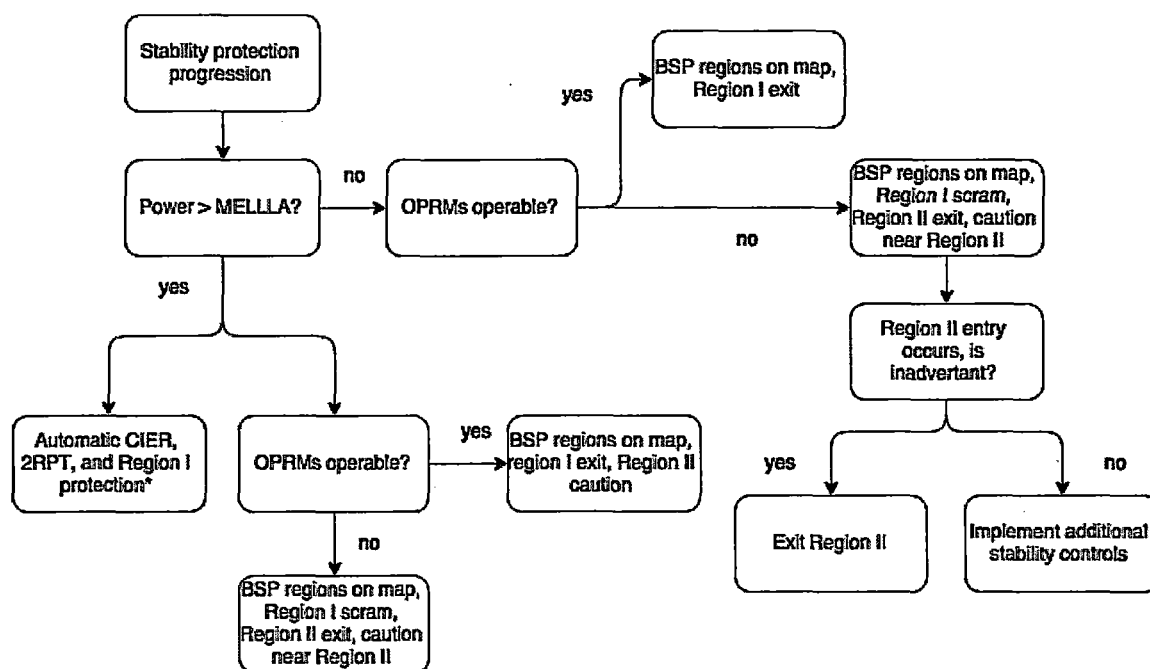 Stability protection
progression
yes
BSP regions on map,
Region I exit
Power > MELLLA?
no
OPRMs operable?
no
BSP regions on map,
Region I scram,
Region II exit, caution
near Region II
yes
Region II entry
occurs, is
inadvertant?
Automatic CIER,
2RPT, and Region I
protection*
OPRMs operable?
yes
BSP regions on map,
region I exit, Region II
caution
yes
no
Exit Region II
Implement additional
stability controls
no
BSP regions on map,
Region I scram,
Region II exit, caution
near Region II